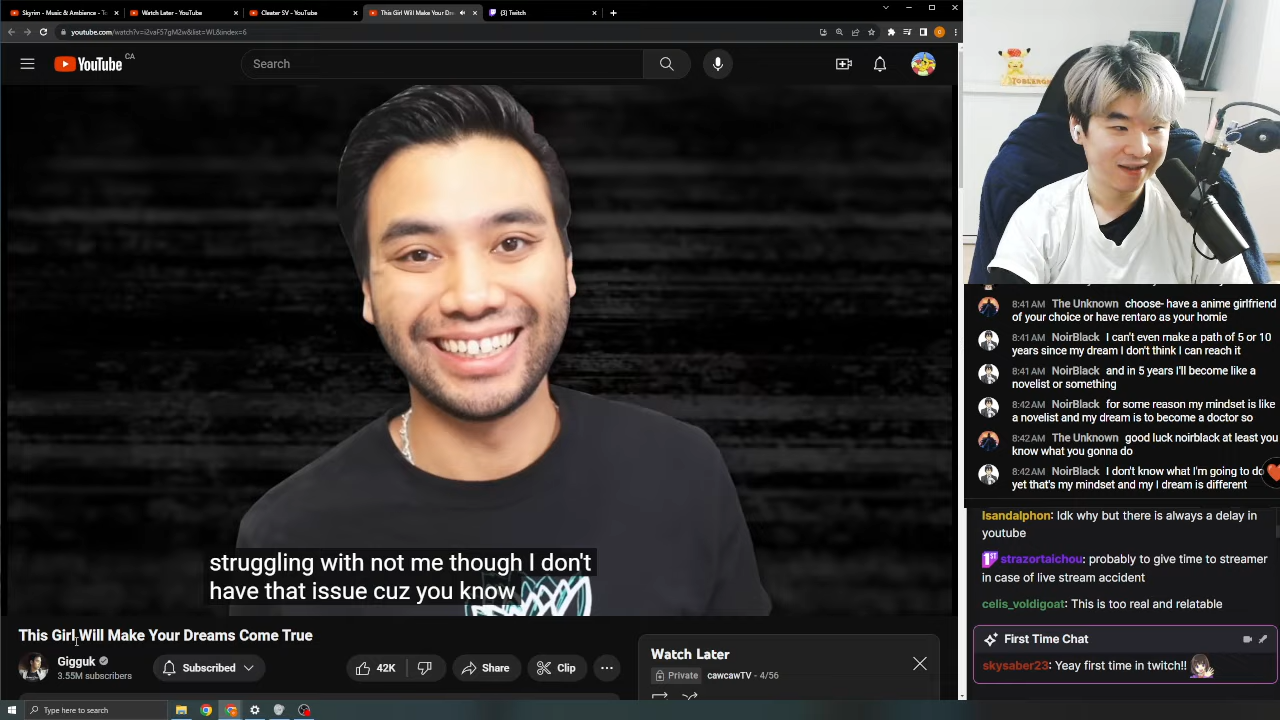 Skyrim - Music & Ambience - To
Watch Later - YouTube
Cleater SV - YouTube
This Girl Will Make Your Dre
(3) Twitch
youtube.com/watch?v=i2vaF57gM2w&list=WL&index=6
YouTube CA
Search
struggling with not me though I don't
have that issue cuz you know
This Girl Will Make Your Dreams Come True
Gigguk
3.55M subscribers
Subscribed
42K
Share
Clip
Watch Later
Private
cawcawTV - 4/56
Type here to search
8:41 AM The Unknown choose- have a anime girlfriend
of your choice or have rentaro as your homie
8:41 AM NoirBlack I can't even make a path of 5 or 10
years since my dream I don't think I can reach it
8:41 AM NoirBlack and in 5 years I'll become like a
novelist or something
8:42 AM NoirBlack for some reason my mindset is like
a novelist and my dream is to become a doctor so
8:42 AM The Unknown good luck noirblack at least you
know what you gonna do
8:42 AM NoirBlack I don't know what I'm going to do
yet that's my mindset and my I dream is different
lsandalphon: Idk why but there is always a delay in
youtube
1ST strazortaichou: probably to give time to streamer
in case of live stream accident
celis_voldigoat: This is too real and relatable
First Time Chat
skysaber23: Yeay first time in twitch!!